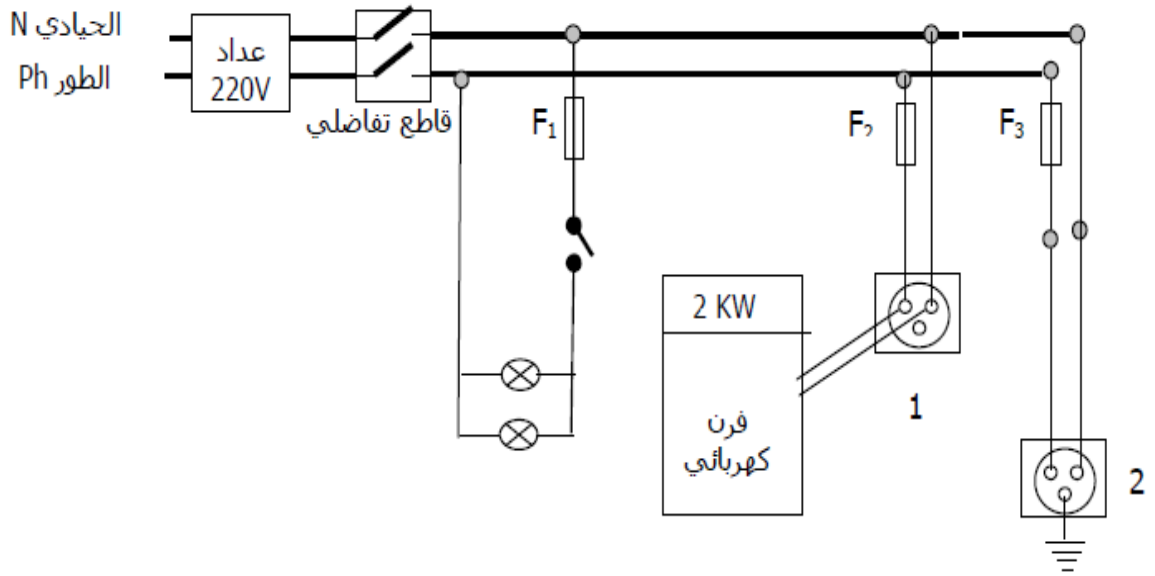 الحيادي N
الطور Ph
عداد
220V
قاطع تفاضلي
F₁
F₂
F₃
2 KW
فرن
كهربائي
1
2